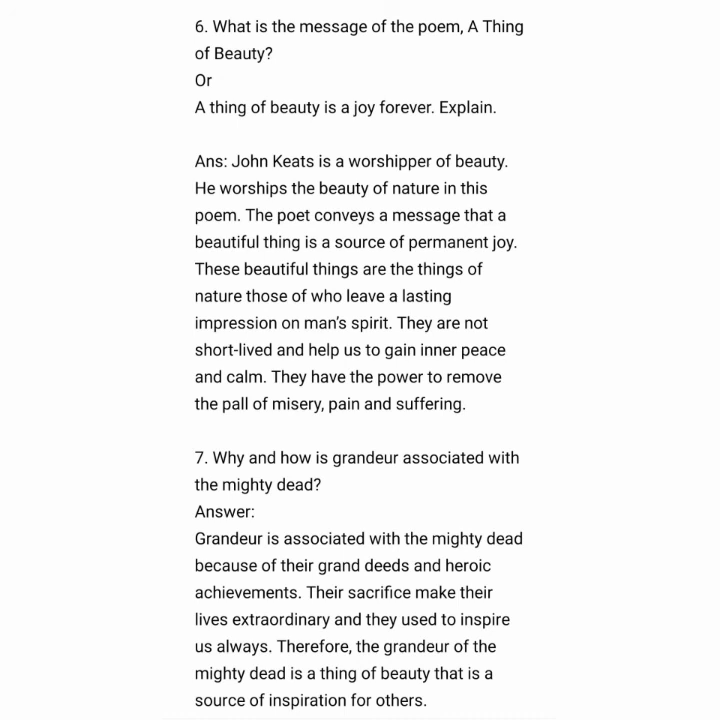 6. What is the message of the poem, A Thing
of Beauty?
Or
A thing of beauty is a joy forever. Explain.
Ans: John Keats is a worshipper of beauty.
He worships the beauty of nature in this
poem. The poet conveys a message that a
beautiful thing is a source of permanent joy.
These beautiful things are the things of
nature those of who leave a lasting
impression on man's spirit. They are not
short-lived and help us to gain inner peace
and calm. They have the power to remove
the pall of misery, pain and suffering.
7. Why and how is grandeur associated with
the mighty dead?
Answer:
Grandeur is associated with the mighty dead
because of their grand deeds and heroic
achievements. Their sacrifice make their
lives extraordinary and they used to inspire
us always. Therefore, the grandeur of the
mighty dead is a thing of beauty that is a
source of inspiration for others.